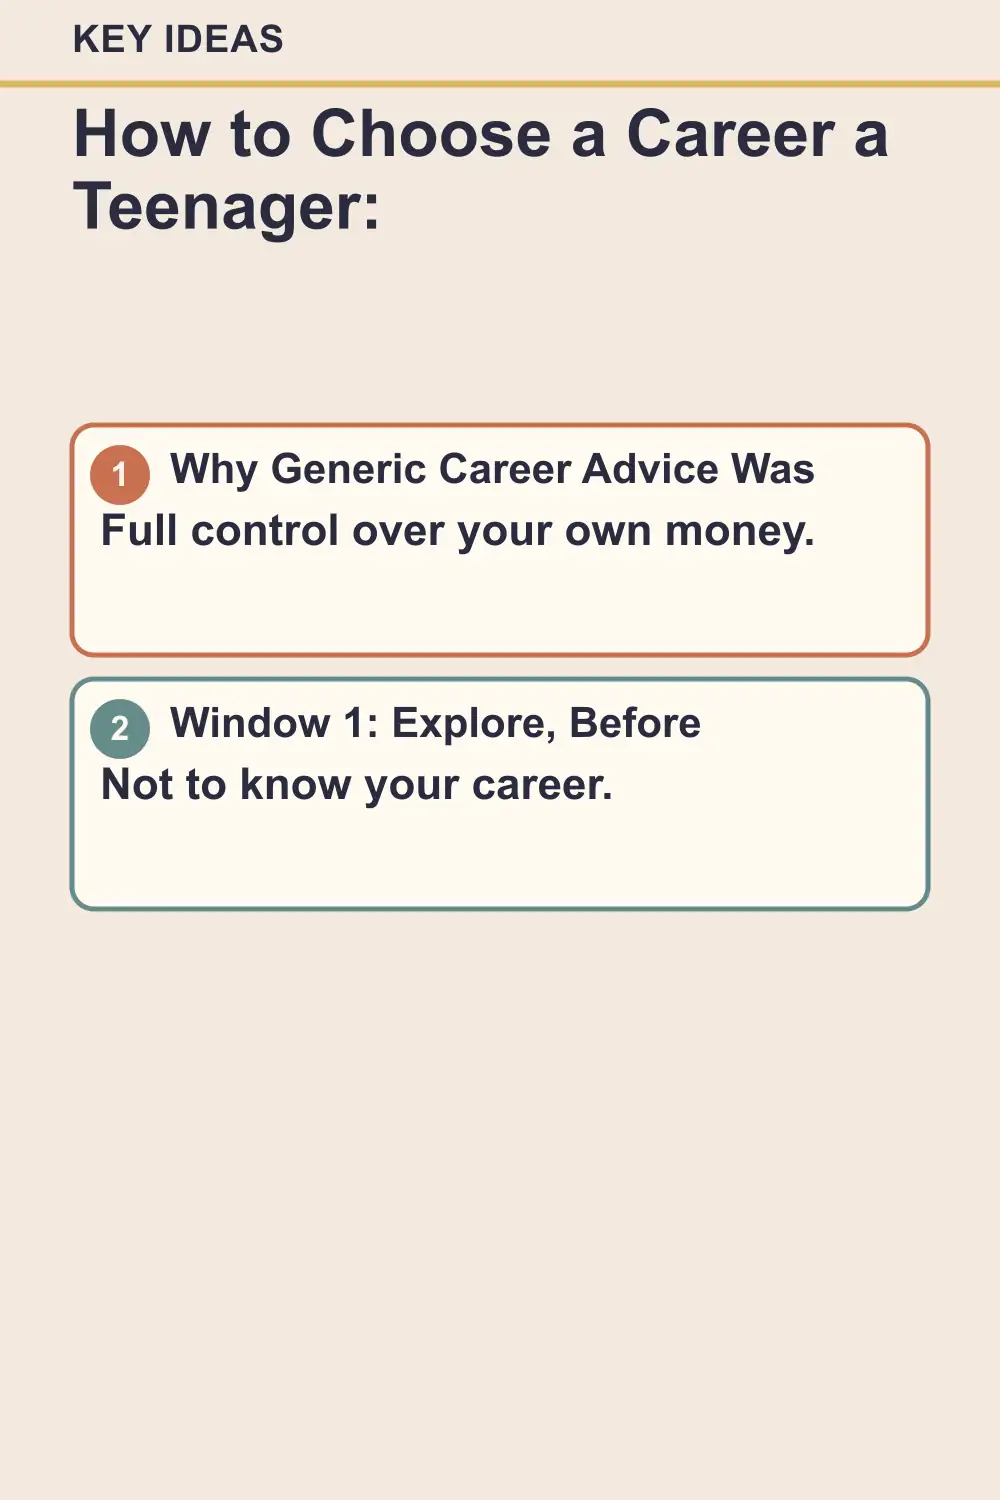 KEY IDEAS
How to Choose a Career a
Teenager:
1 Why Generic Career Advice Was
Full control over your own money.
2 Window 1: Explore, Before
Not to know your career.